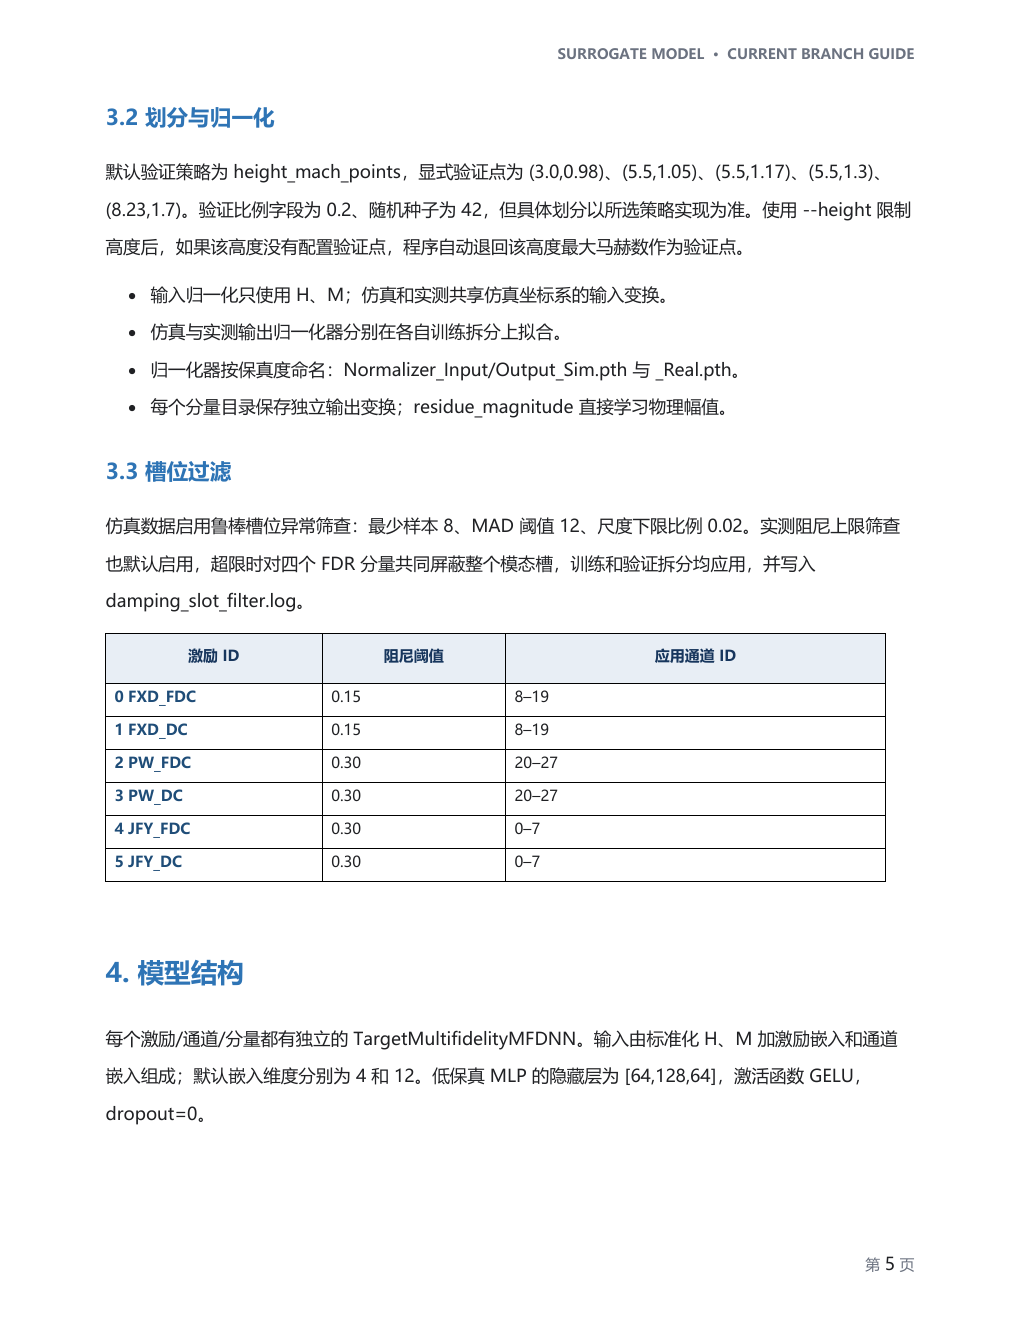 SURROGATE MODEL • CURRENT BRANCH GUIDE
3.2 划分与归一化
默认验证策略为 height_mach_points，显式验证点为 (3.0,0.98)、(5.5,1.05)、(5.5,1.17)、(5.5,1.3)、
(8.23,1.7)。验证比例字段为 0.2、随机种子为 42，但具体划分以所选策略实现为准。使用 --height 限制
高度后，如果该高度没有配置验证点，程序自动退回该高度最大马赫数作为验证点。
• 输入归一化只使用 H、M；仿真和实测共享仿真坐标系的输入变换。
• 仿真与实测输出归一化器分别在各自训练拆分上拟合。
• 归一化器按保真度命名：Normalizer_Input/Output_Sim.pth 与 _Real.pth。
• 每个分量目录保存独立输出变换；residue_magnitude 直接学习物理幅值。
3.3 槽位过滤
仿真数据启用鲁棒槽位异常筛查：最少样本 8、MAD 阈值 12、尺度下限比例 0.02。实测阻尼上限筛查
也默认启用，超限时对四个 FDR 分量共同屏蔽整个模态槽，训练和验证拆分均应用，并写入
damping_slot_filter.log。
激励 ID 阻尼阈值 应用通道 ID
0 FXD_FDC 0.15 8–19
1 FXD_DC 0.15 8–19
2 PW_FDC 0.30 20–27
3 PW_DC 0.30 20–27
4 JFY_FDC 0.30 0–7
5 JFY_DC 0.30 0–7
4. 模型结构
每个激励/通道/分量都有独立的 TargetMultifidelityMFDNN。输入由标准化 H、M 加激励嵌入和通道
嵌入组成；默认嵌入维度分别为 4 和 12。低保真 MLP 的隐藏层为 [64,128,64]，激活函数 GELU，
dropout=0。
第 5 页